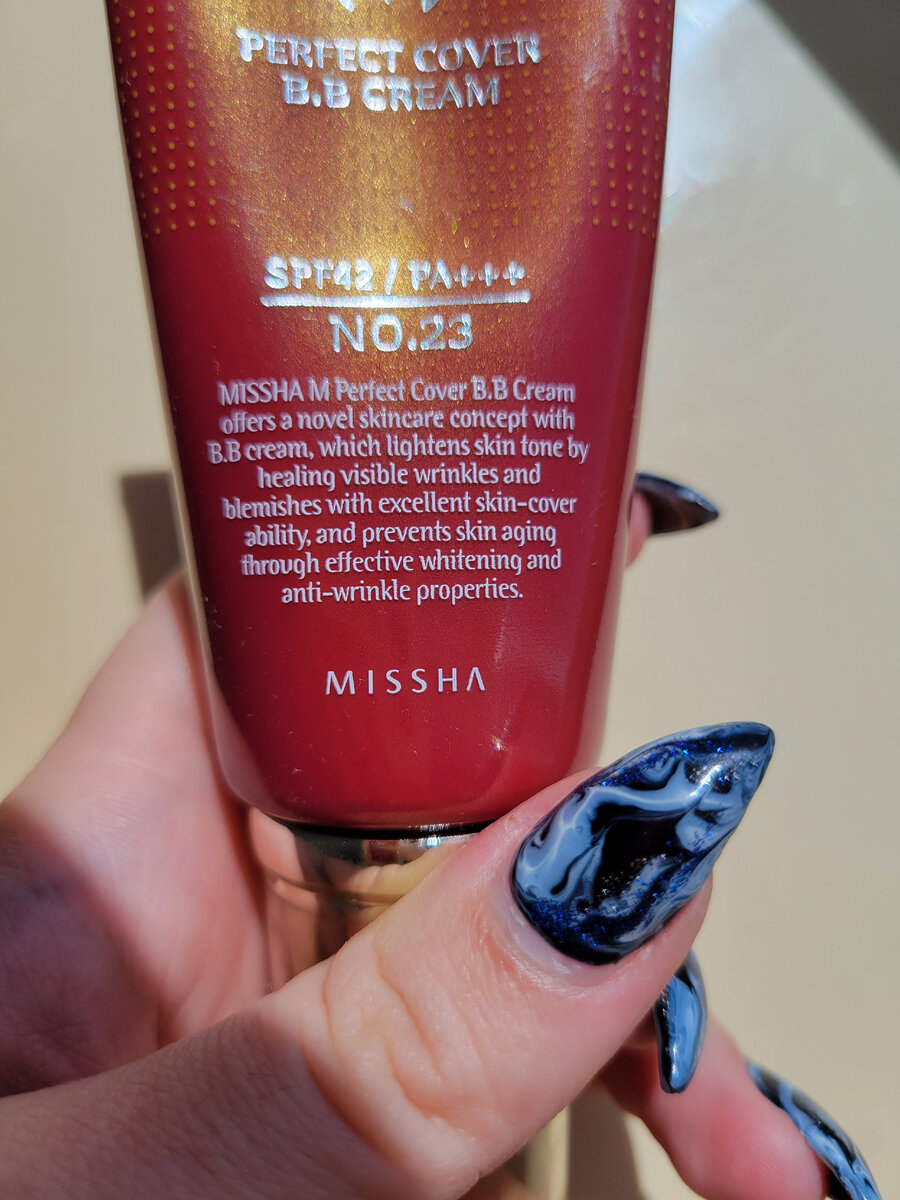 PERFECT COVER
B.B CREAM
SPF42 / PA+++
NO.23
MISSHA M Perfect Cover B.B Cream
offers a novel skincare concept with
B.B cream, which lightens skin tone by
healing visible wrinkles and
blemishes with excellent skin-cover
ability, and prevents skin aging
through effective whitening and
anti-wrinkle properties.
MISSHA